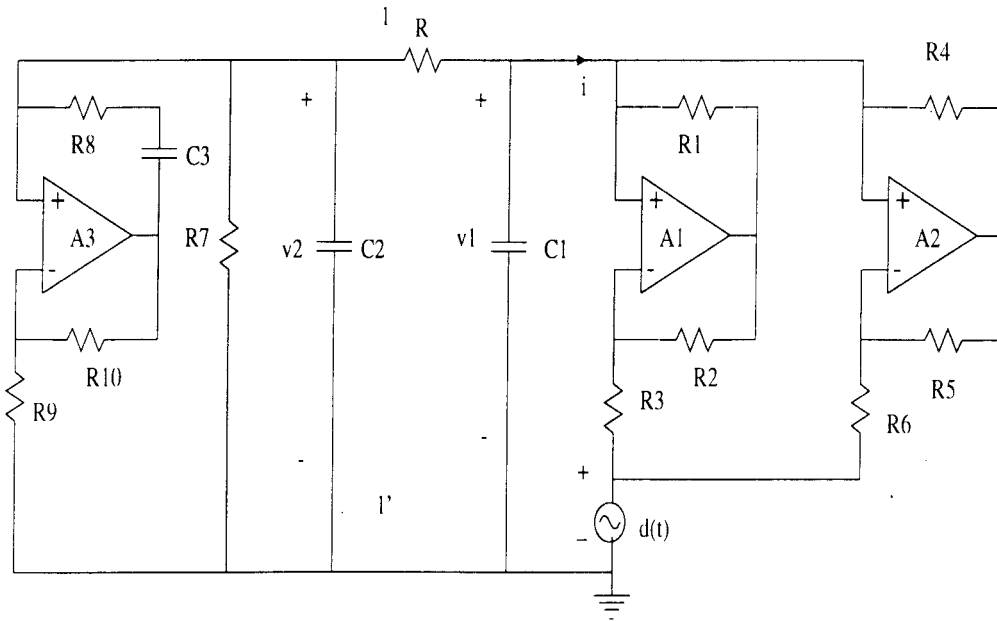 1
R
R4
+
+
i
R8
R1
C3
+
+
+
A3
R7
v2
C2
v1
C1
A1
A2
-
-
-
R10
R2
R5
R9
R3
R6
-
-
+
1'
d(t)
-